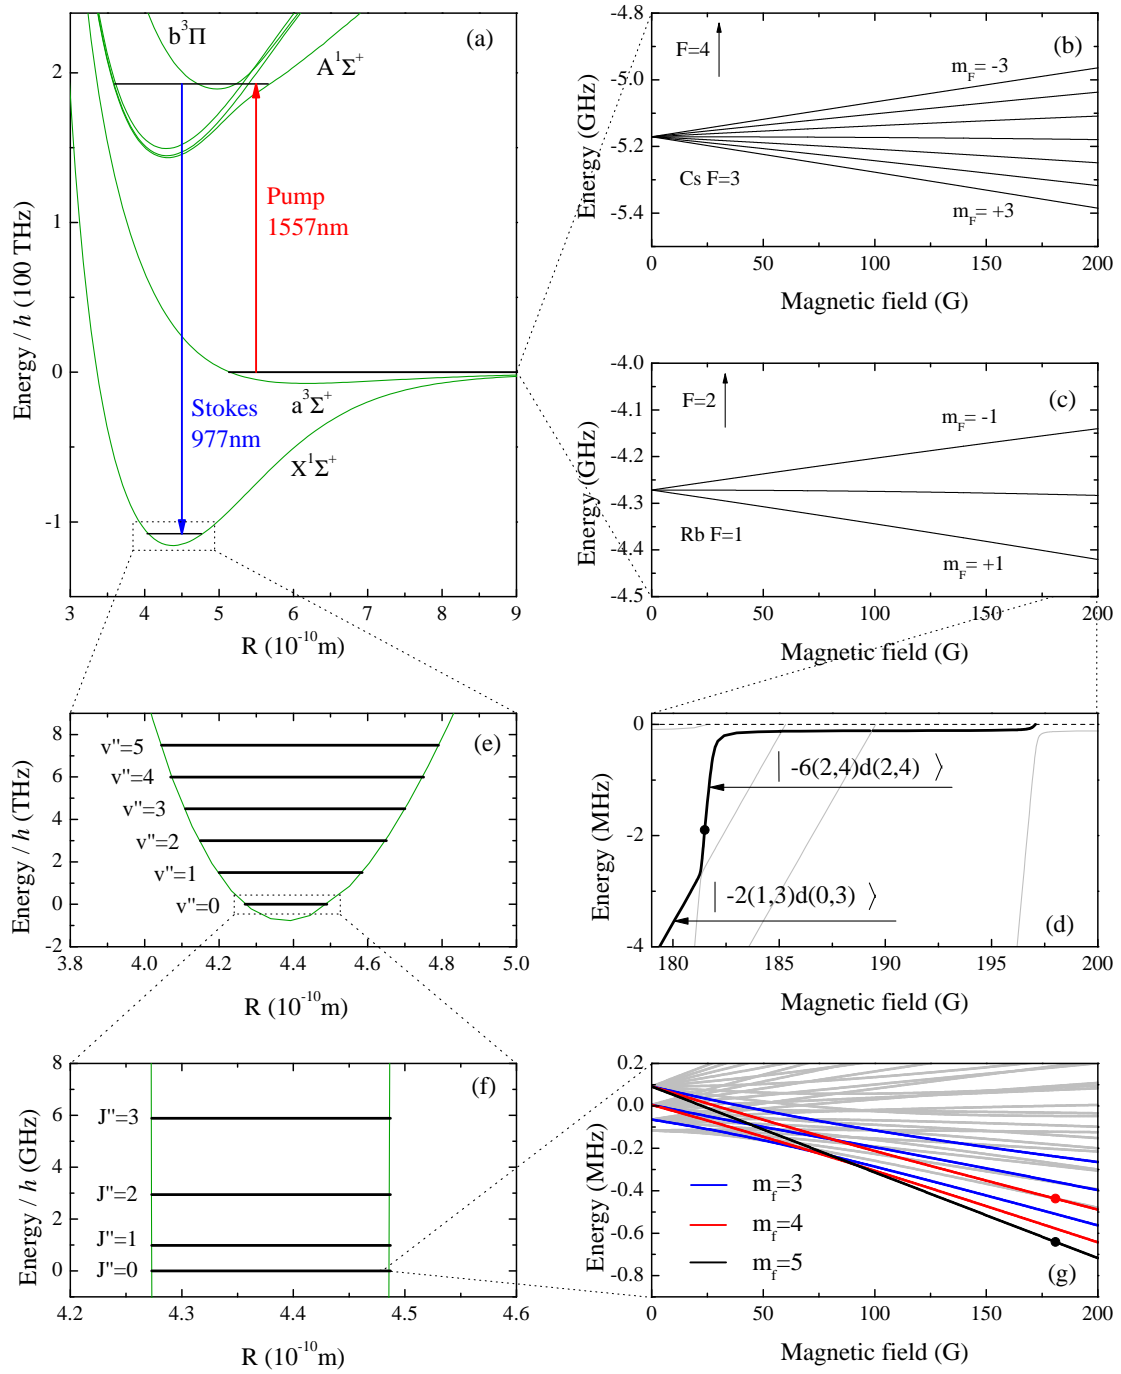 (a)
b³Π
A¹Σ⁺
Pump
1557nm
Stokes
977nm
a³Σ⁺
X¹Σ⁺
Energy / h (100 THz)
2
1
0
-1
3 4 5 6 7 8 9
R (10⁻¹⁰m)
(b)
F=4
m_F= -3
Cs F=3
m_F= +3
Energy (GHz)
-4.8
-5.0
-5.2
-5.4
0 50 100 150 200
Magnetic field (G)
(c)
F=2
m_F= -1
Rb F=1
m_F= +1
Energy (GHz)
-4.0
-4.1
-4.2
-4.3
-4.4
-4.5
0 50 100 150 200
Magnetic field (G)
(e)
v''=5
v''=4
v''=3
v''=2
v''=1
v''=0
Energy / h (THz)
8
6
4
2
0
-2
3.8 4.0 4.2 4.4 4.6 4.8 5.0
R (10⁻¹⁰m)
| -6(2,4)d(2,4) ⟩
| -2(1,3)d(0,3) ⟩
(d)
Energy (MHz)
0
-2
-4
180 185 190 195 200
Magnetic field (G)
(f)
J''=3
J''=2
J''=1
J''=0
Energy / h (GHz)
8
6
4
2
0
4.2 4.3 4.4 4.5 4.6
R (10⁻¹⁰m)
m_f=3
m_f=4
m_f=5
(g)
Energy (MHz)
0.2
0.0
-0.2
-0.4
-0.6
-0.8
0 50 100 150 200
Magnetic field (G)